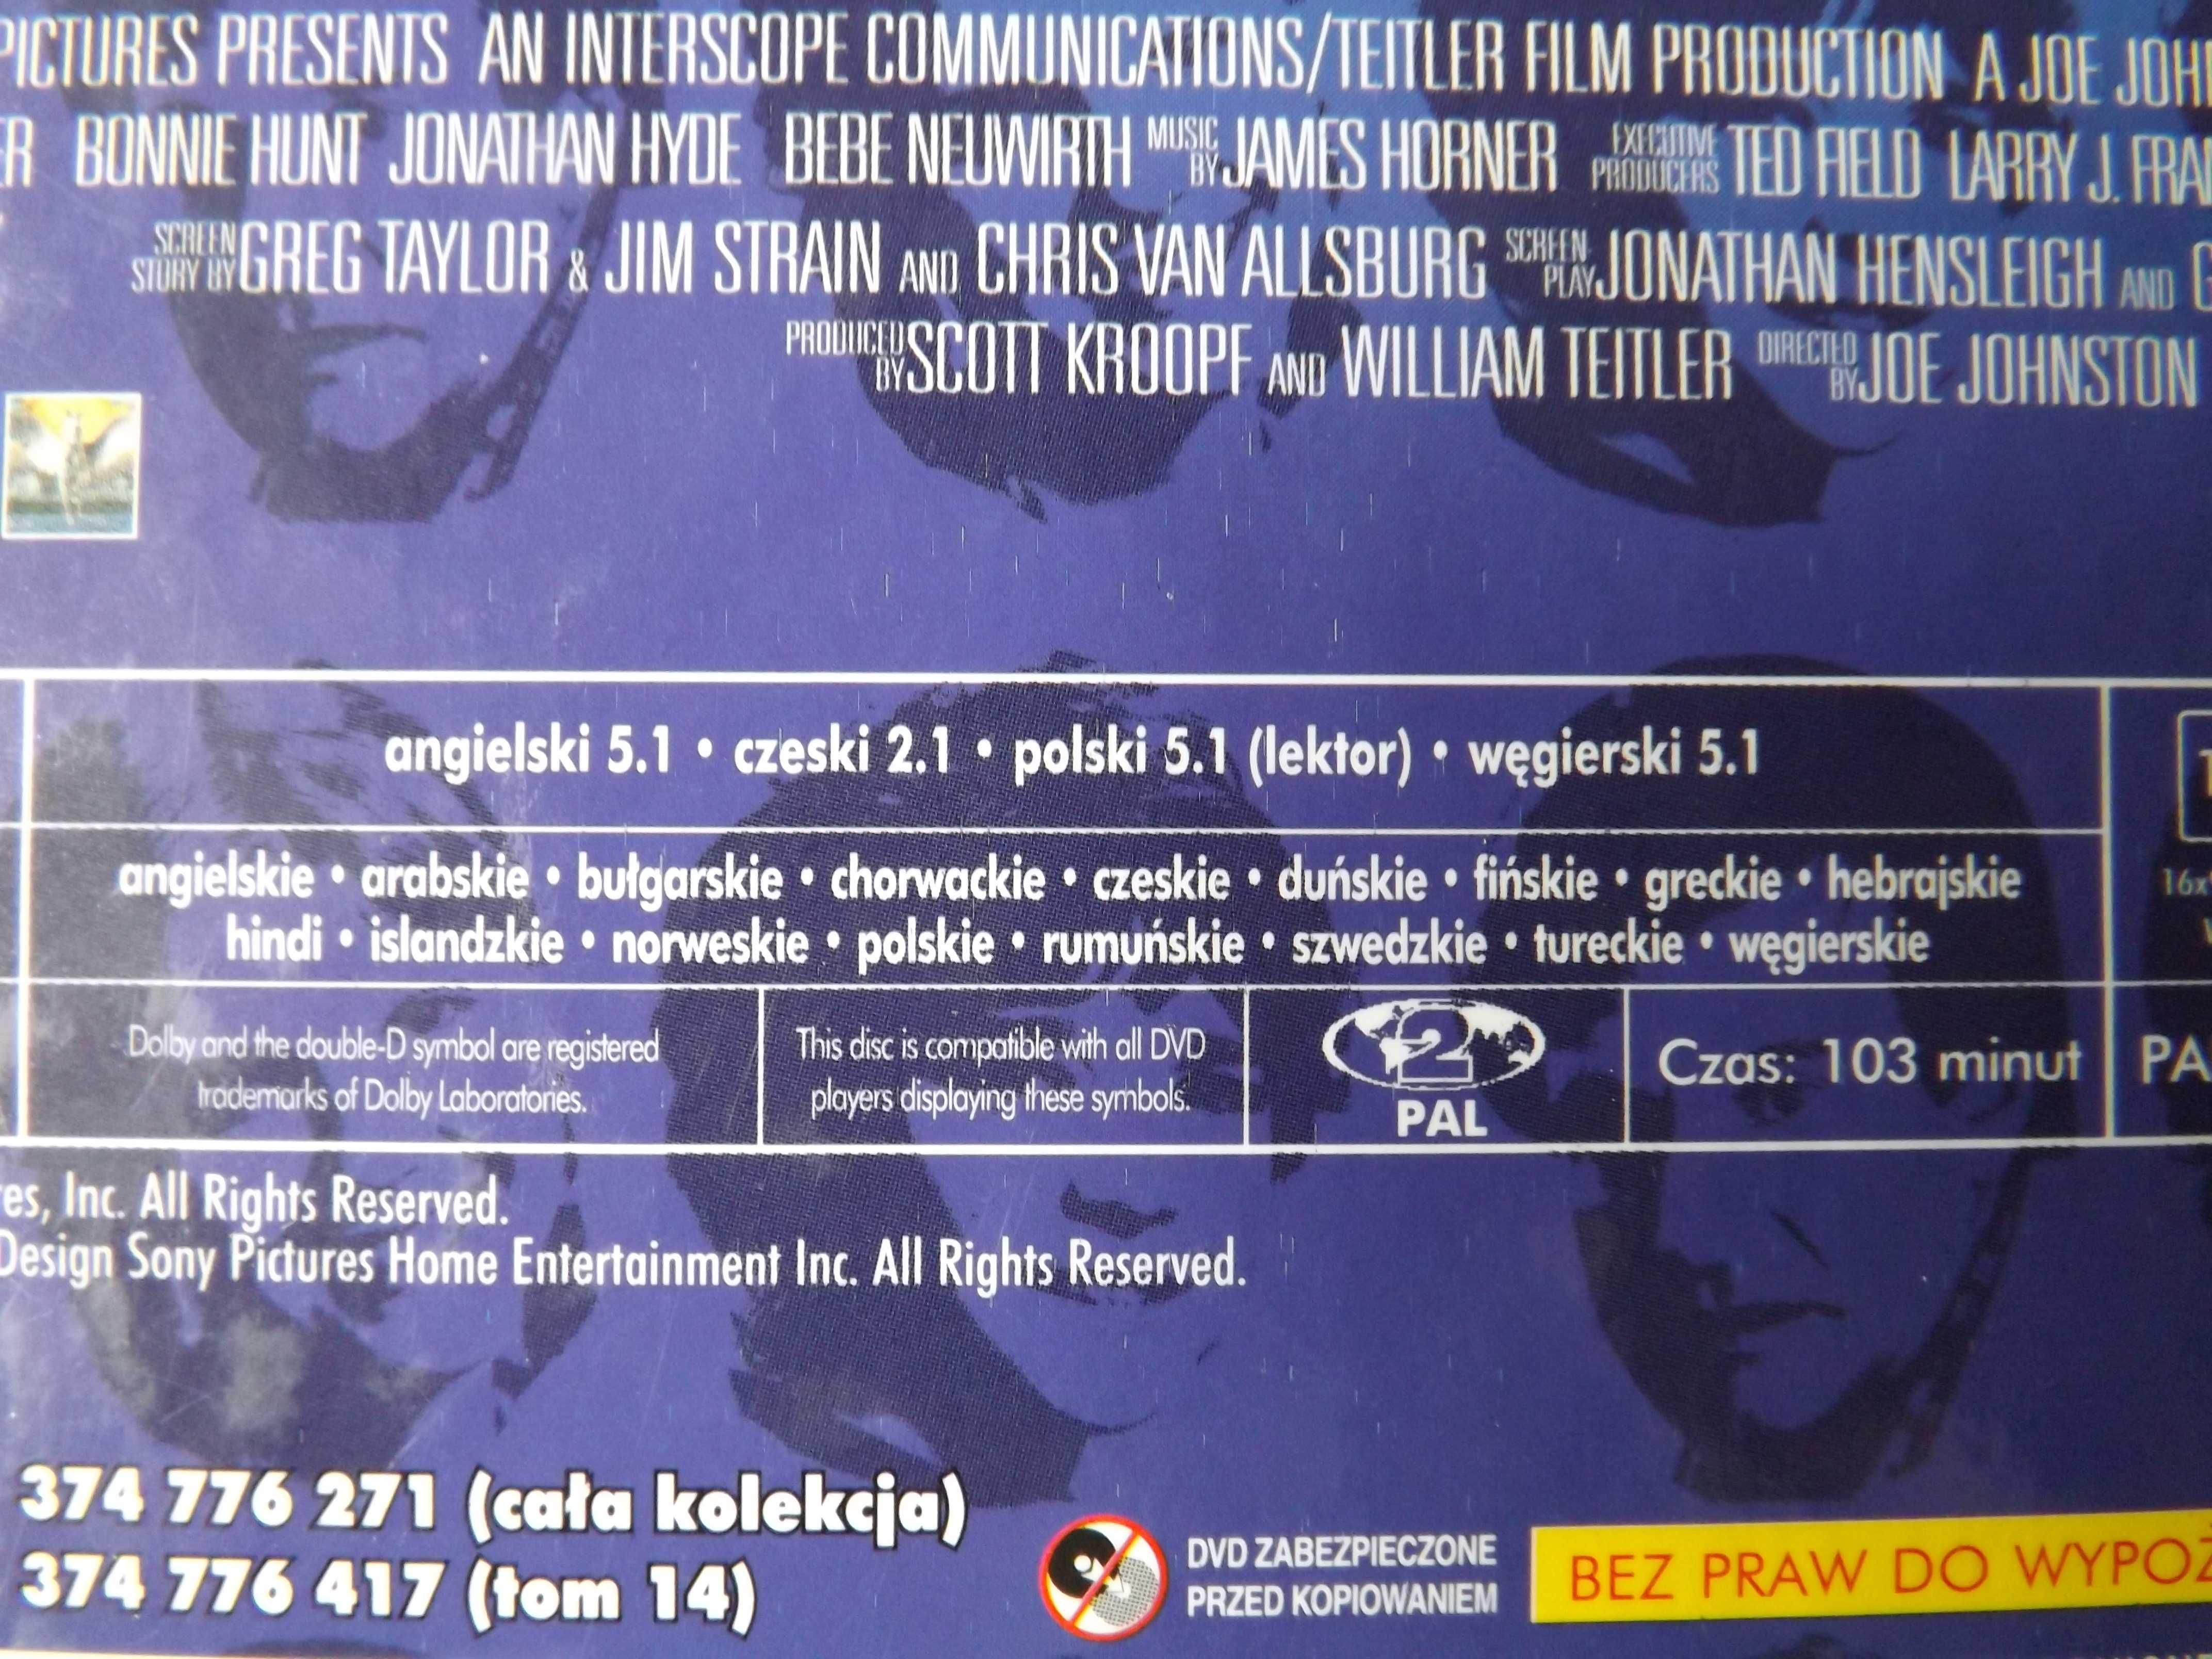 PICTURES PRESENTS AN INTERSCOPE COMMUNICATIONS/TEITLER FILM PRODUCTION A JOE JOH
ER BONNIE HUNT JONATHAN HYDE BEBE NEUWIRTH MUSIC BY JAMES HORNER EXECUTIVE PRODUCERS TED FIELD LARRY J. FRA
SCREEN STORY BY GREG TAYLOR & JIM STRAIN AND CHRIS VAN ALLSBURG SCREEN PLAY JONATHAN HENSLEIGH AND G
PRODUCED BY SCOTT KROOPF AND WILLIAM TEITLER DIRECTED BY JOE JOHNSTON
angielski 5.1 • czeski 2.1 • polski 5.1 (lektor) • węgierski 5.1
angielskie • arabskie • bułgarskie • chorwackie • czeskie • duńskie • fińskie • greckie • hebrajskie
16x
hindi • islandzkie • norweskie • polskie • rumuńskie • szwedzkie • tureckie • węgierskie
Dolby and the double-D symbol are registered
trademarks of Dolby Laboratories.
This disc is compatible with all DVD
players displaying these symbols.
2
PAL
Czas: 103 minut
PA
es, Inc. All Rights Reserved.
Design Sony Pictures Home Entertainment Inc. All Rights Reserved.
374 776 271 (cała kolekcja)
374 776 417 (tom 14)
DVD ZABEZPIECZONE
PRZED KOPIOWANIEM
BEZ PRAW DO WYPOŻ